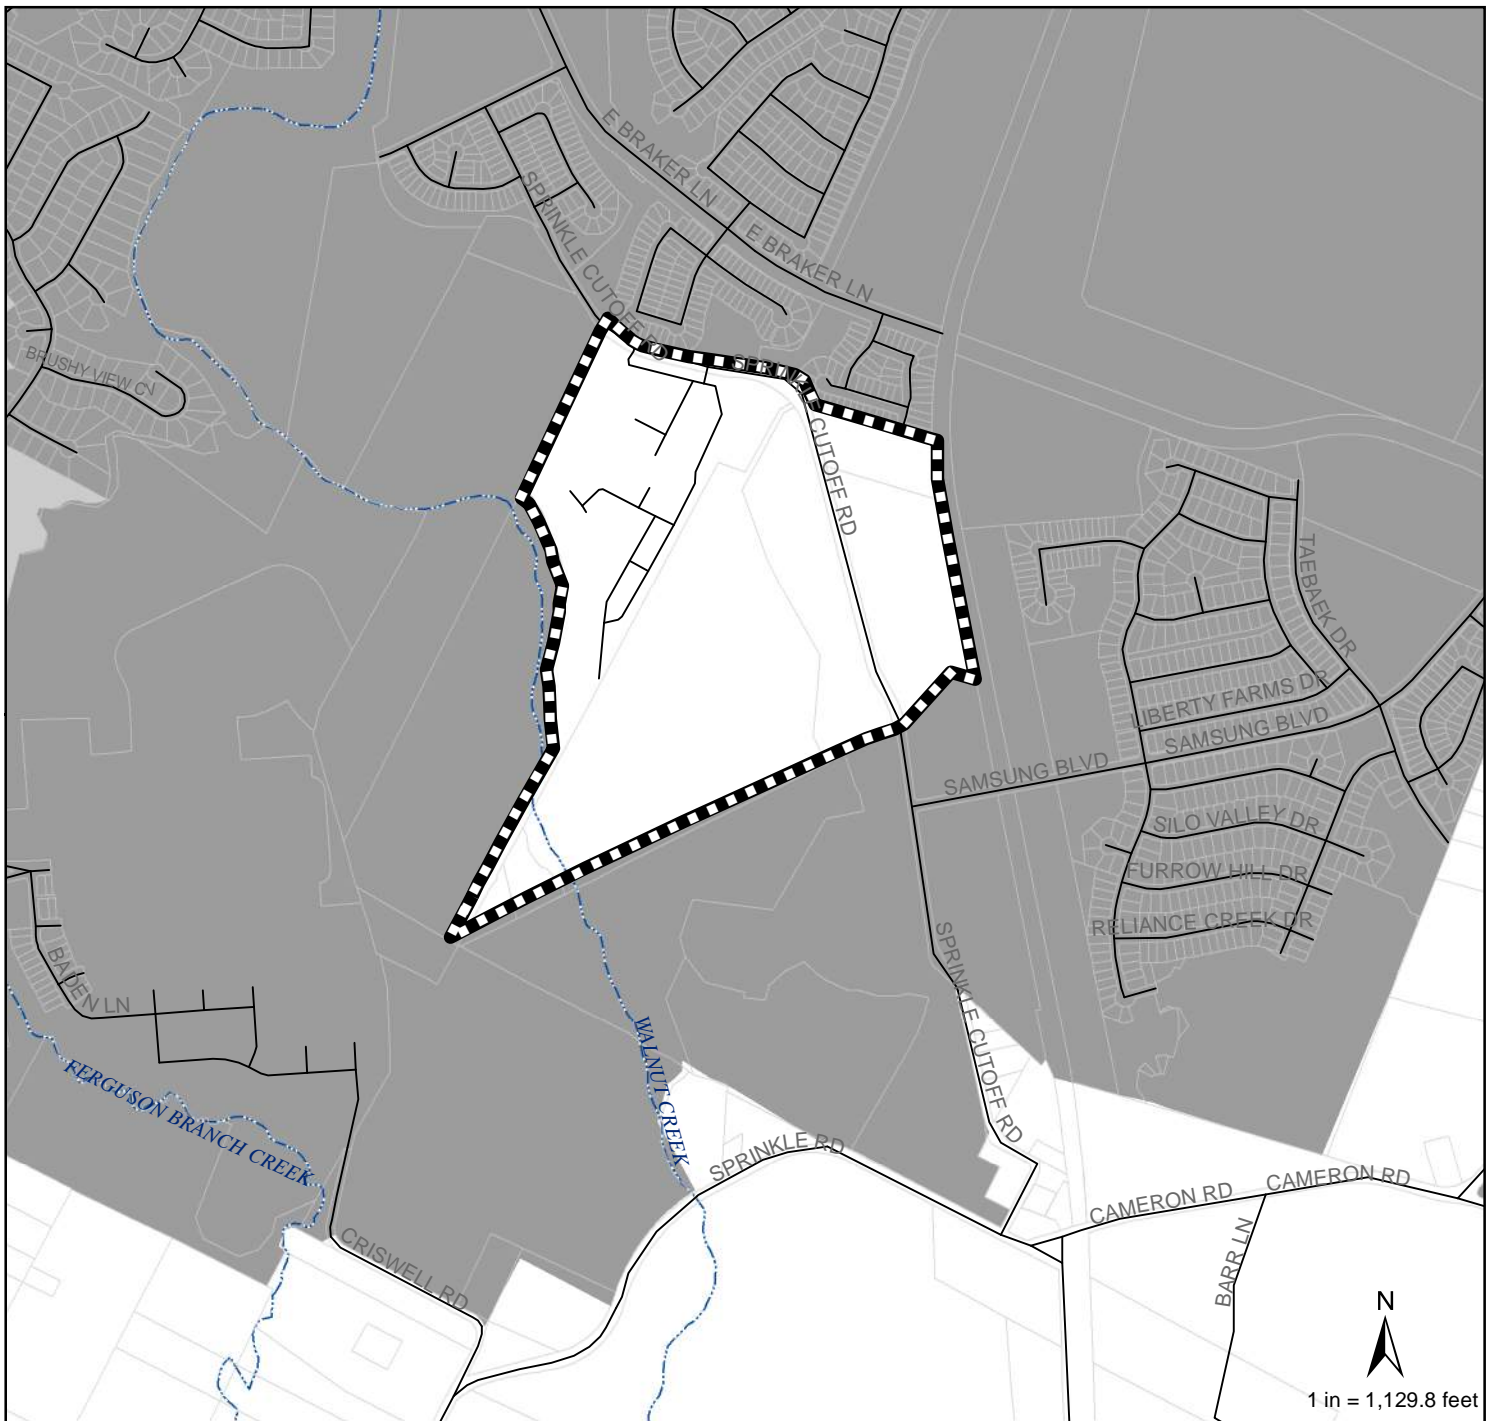 E BRAKER LN
SPRINKLE CUTOFF RD
E BRAKER LN
BRUSHY VIEW CV
SPRINKLE CUTOFF RD
TAEBAEK DR
LIBERTY FARMS DR
SAMSUNG BLVD
SAMSUNG BLVD
SILO VALLEY DR
FURROW HILL DR
RELIANCE CREEK DR
BADEN LN
SPRINKLE CUTOFF RD
WALNUT CREEK
FERGUSON BRANCH CREEK
SPRINKLE RD
CAMERON RD
CAMERON RD
CRISWELL RD
BARR LN
N
1 in = 1,129.8 feet